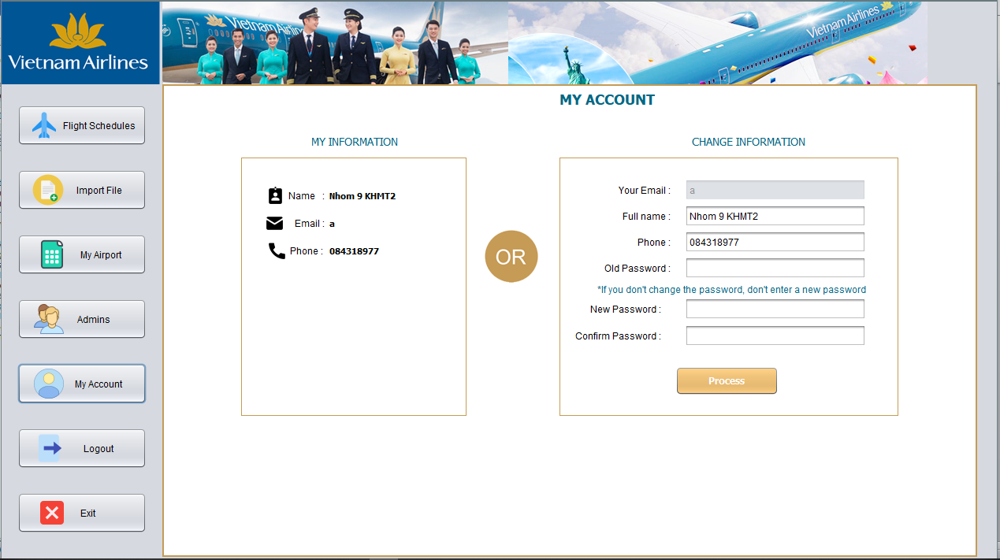 Vietnam Airlines
Vietnam Airlines
Vietnam Airlines
MY ACCOUNT
Flight Schedules
Import File
My Airport
Admins
My Account
Logout
Exit
MY INFORMATION
Name : Nhom 9 KHMT2
Email : a
Phone : 084318977
OR
CHANGE INFORMATION
Your Email : a
Full name : Nhom 9 KHMT2
Phone : 084318977
Old Password :
*If you don't change the password, don't enter a new password
New Password :
Confirm Password :
Process